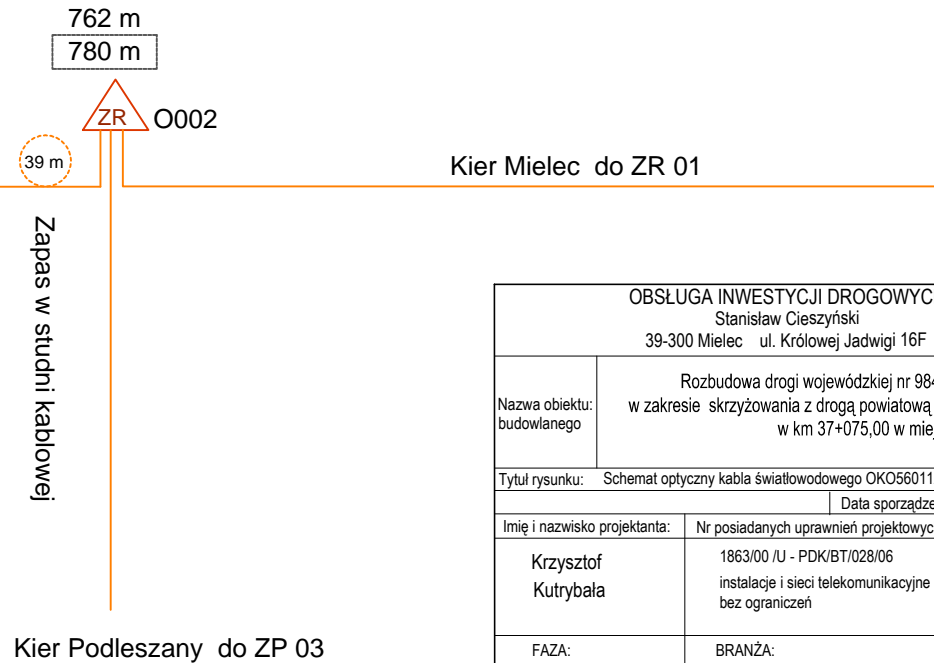 762 m
780 m
ZR
O002
39 m
Kier Mielec do ZR 01
Zapas w studni kablowej
Kier Podleszany do ZP 03
OBSŁUGA INWESTYCJI DROGOWYC
Stanisław Cieszyński
39-300 Mielec ul. Królowej Jadwigi 16F
Nazwa obiektu:
budowlanego
Rozbudowa drogi wojewódzkiej nr 984
w zakresie skrzyżowania z drogą powiatową
w km 37+075,00 w miej
Tytuł rysunku: Schemat optyczny kabla światłowodowego OKO56011
Data sporządze
Imię i nazwisko projektanta:
Nr posiadanych uprawnień projektowyc
Krzysztof
Kutrybała
1863/00 /U - PDK/BT/028/06
instalacje i sieci telekomunikacyjne
bez ograniczeń
FAZA:
BRANŻA: